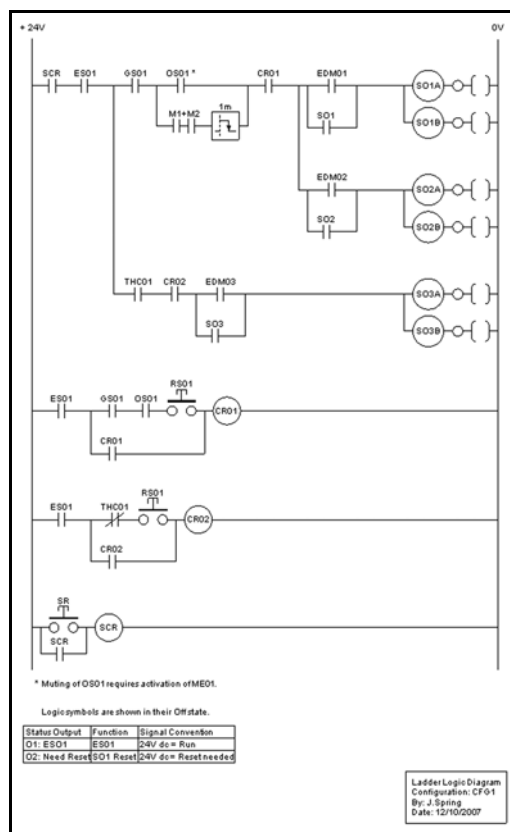 + 24V 0V
SCR ES01 GS01 OS01 * CR01 EDM01
SO1A
M1+M2 1m
SO1
SO1B
EDM02
SO2A
SO2
SO2B
THC01 CR02 EDM03
SO3A
SO3
SO3B
RS01
ES01 GS01 OS01
CR01
CR01
RS01
ES01 THC01
CR02
CR02
SR
SCR
SCR
* Muting of OS01 requires activation of ME01.
Logic symbols are shown in their Off state.
Status Output Function Signal Convention
O1: ESO1 ES01 24V dc = Run
O2: Need Reset SO1 Reset 24V dc = Reset needed
Ladder Logic Diagram
Configuration: CFG1
By: J.Spring
Date: 12/10/2007